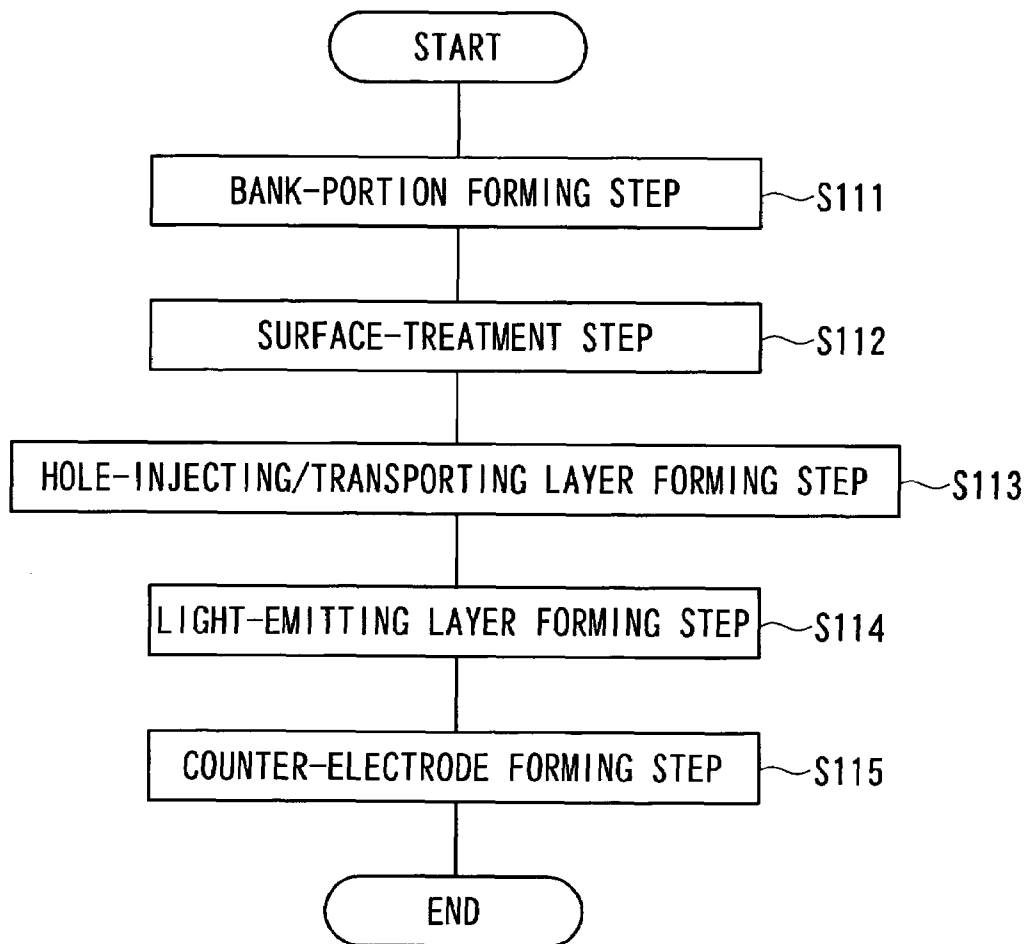 START
BANK-PORTION FORMING STEP
S111
SURFACE-TREATMENT STEP
S112
HOLE-INJECTING/TRANSPORTING LAYER FORMING STEP
S113
LIGHT-EMITTING LAYER FORMING STEP
S114
COUNTER-ELECTRODE FORMING STEP
S115
END